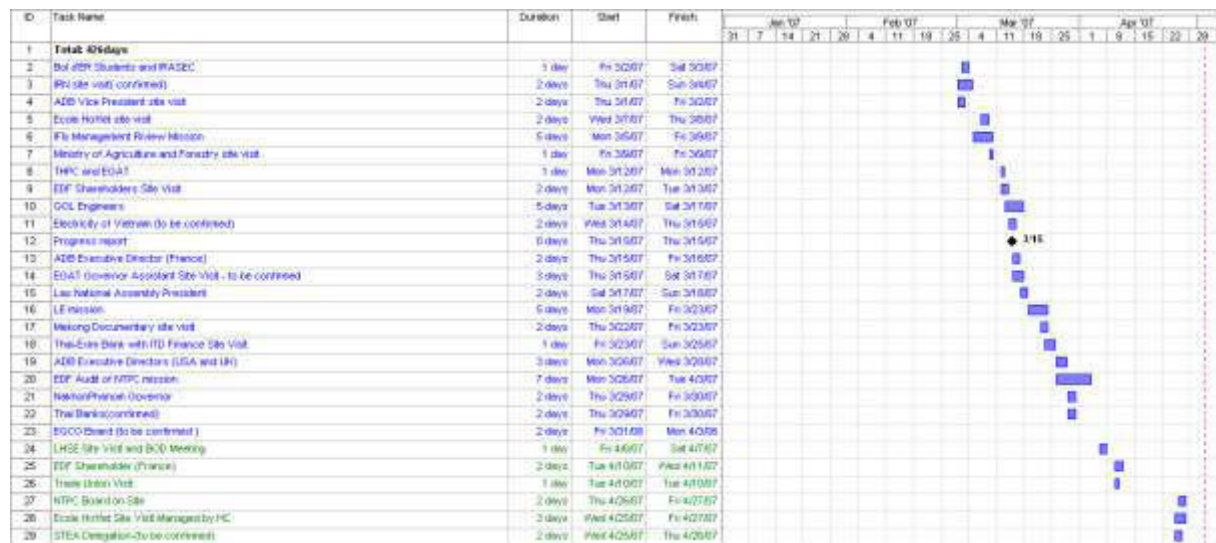 ID Task Name Duration Start Finish Jan '07 Feb '07 Mar '07 Apr '07
31 7 14 21 28 4 11 18 25 4 11 18 25 1 8 15 22 29
1 Total: 426days
2 Students and IRASEC 1 day Fri 3/2/07 Sat 3/3/07
3 IRN site visit( confirmed) 2 days Thu 3/1/07 Sun 3/4/07
4 ADB Vice President site visit 2 days Thu 3/1/07 Fri 3/2/07
5 Ecole Hoffet site visit 2 days Wed 3/7/07 Thu 3/8/07
6 IFIs Management Review Mission 5 days Mon 3/5/07 Fri 3/9/07
7 Ministry of Agriculture and Forestry site visit 1 day Fri 3/9/07 Fri 3/9/07
8 THPC and EGAT 1 day Mon 3/12/07 Mon 3/12/07
9 EDF Shareholders Site Visit 2 days Mon 3/12/07 Tue 3/13/07
10 GOL Engineers 5 days Tue 3/13/07 Sat 3/17/07
11 Electricity of Vietnam (to be confirmed) 2 days Wed 3/14/07 Thu 3/15/07
12 Progress report 0 days Thu 3/15/07 Thu 3/15/07 3/15
13 ADB Executive Director (France) 2 days Thu 3/15/07 Fri 3/16/07
14 EGAT Governor Assistant Site Visit - to be confirmed 3 days Thu 3/15/07 Sat 3/17/07
15 Lao National Assembly President 2 days Sat 3/17/07 Sun 3/18/07
16 LE mission 5 days Mon 3/19/07 Fri 3/23/07
17 Mekong Documentary site visit 2 days Thu 3/22/07 Fri 3/23/07
18 Thai-Exim Bank with ITD Finance Site Visit 1 day Fri 3/23/07 Sun 3/25/07
19 ADB Executive Directors (USA and UK) 3 days Mon 3/26/07 Wed 3/28/07
20 EDF Audit of NTPC mission 7 days Mon 3/26/07 Tue 4/3/07
21 NakhonPhanom Governor 2 days Thu 3/29/07 Fri 3/30/07
22 Thai Banks(confirmed) 2 days Thu 3/29/07 Fri 3/30/07
23 EGCO Board (to be confirmed ) 2 days Fri 3/31/06 Mon 4/3/06
24 LHSE Site Visit and BOD Meeting 1 day Fri 4/6/07 Sat 4/7/07
25 EDF Shareholder (France) 2 days Tue 4/10/07 Wed 4/11/07
26 Trade Union Visit 1 day Tue 4/10/07 Tue 4/10/07
27 NTPC Board on Site 2 days Thu 4/26/07 Fri 4/27/07
28 Ecole Hoffet Site Visit Managed by HC 3 days Wed 4/25/07 Fri 4/27/07
29 STEA Delegation-(to be confirmed) 2 days Wed 4/25/07 Thu 4/26/07